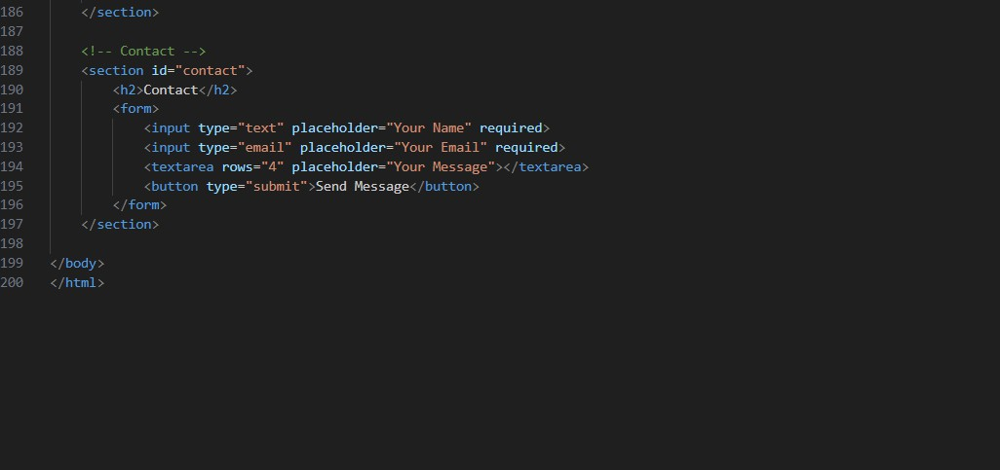 186 </section>
187
188 <!-- Contact -->
189 <section id="contact">
190 <h2>Contact</h2>
191 <form>
192 <input type="text" placeholder="Your Name" required>
193 <input type="email" placeholder="Your Email" required>
194 <textarea rows="4" placeholder="Your Message"></textarea>
195 <button type="submit">Send Message</button>
196 </form>
197 </section>
198
199 </body>
200 </html>